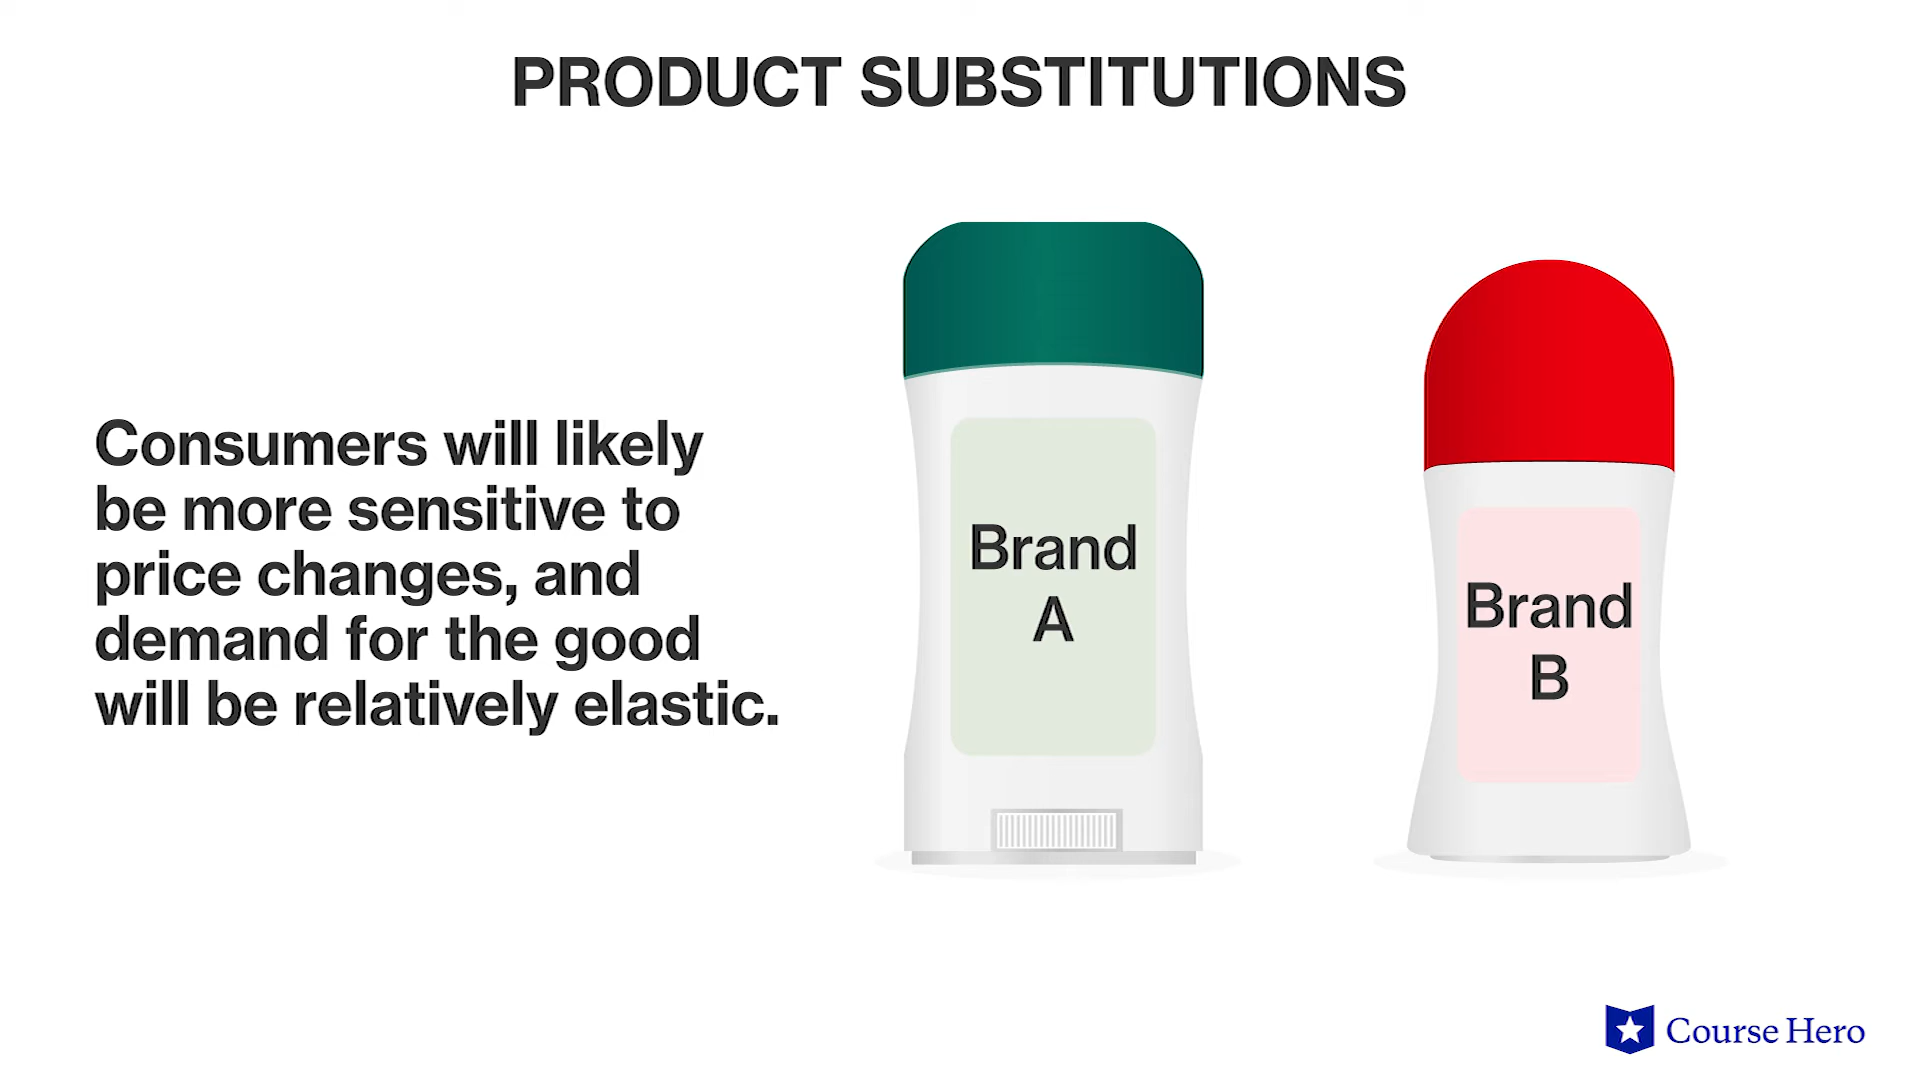 PRODUCT SUBSTITUTIONS
Consumers will likely
be more sensitive to
price changes, and
demand for the good
will be relatively elastic.
Brand
A
Brand
B
Course Hero